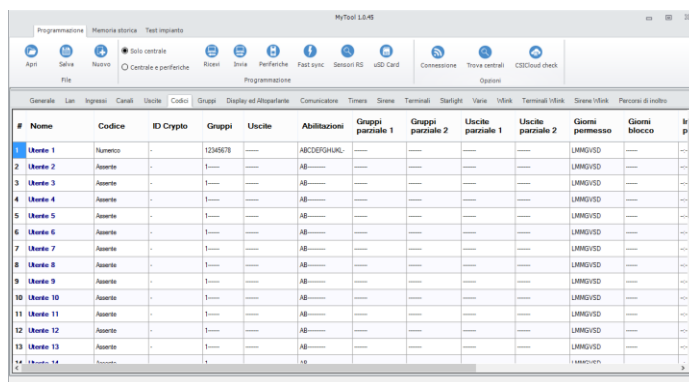 MyTool 1.0.45
Programmazione Memoria storica Test impianto
Apri Salva Nuovo Solo centrale Ricevi Invia Periferiche Fast sync Sensori RS uSD Card Connessione Trova centrali CSICloud check
Centrale e periferiche
File Programmazione Opzioni
Generale Lan Ingressi Canali Uscite Codici Gruppi Display ed Altoparlante Comunicatore Timers Sirene Terminali Starlight Varie Wlink Terminali Wlink Sirene Wlink Percorsi di inoltro
# Nome Codice ID Crypto Gruppi Uscite Abilitazioni Gruppi parziale 1 Gruppi parziale 2 Uscite parziale 1 Uscite parziale 2 Giorni permesso Giorni blocco
1 Utente 1 Numerico - 12345678 ------ ABCDEFGHIJKL- ------ ------ ------ ------ LMMGVSD ------
2 Utente 2 Assente - 1------ ------ AB--------- ------ ------ ------ ------ LMMGVSD ------
3 Utente 3 Assente - 1------ ------ AB--------- ------ ------ ------ ------ LMMGVSD ------
4 Utente 4 Assente - 1------ ------ AB--------- ------ ------ ------ ------ LMMGVSD ------
5 Utente 5 Assente - 1------ ------ AB--------- ------ ------ ------ ------ LMMGVSD ------
6 Utente 6 Assente - 1------ ------ AB--------- ------ ------ ------ ------ LMMGVSD ------
7 Utente 7 Assente - 1------ ------ AB--------- ------ ------ ------ ------ LMMGVSD ------
8 Utente 8 Assente - 1------ ------ AB--------- ------ ------ ------ ------ LMMGVSD ------
9 Utente 9 Assente - 1------ ------ AB--------- ------ ------ ------ ------ LMMGVSD ------
10 Utente 10 Assente - 1------ ------ AB--------- ------ ------ ------ ------ LMMGVSD ------
11 Utente 11 Assente - 1------ ------ AB--------- ------ ------ ------ ------ LMMGVSD ------
12 Utente 12 Assente - 1------ ------ AB--------- ------ ------ ------ ------ LMMGVSD ------
13 Utente 13 Assente - 1------ ------ AB--------- ------ ------ ------ ------ LMMGVSD ------